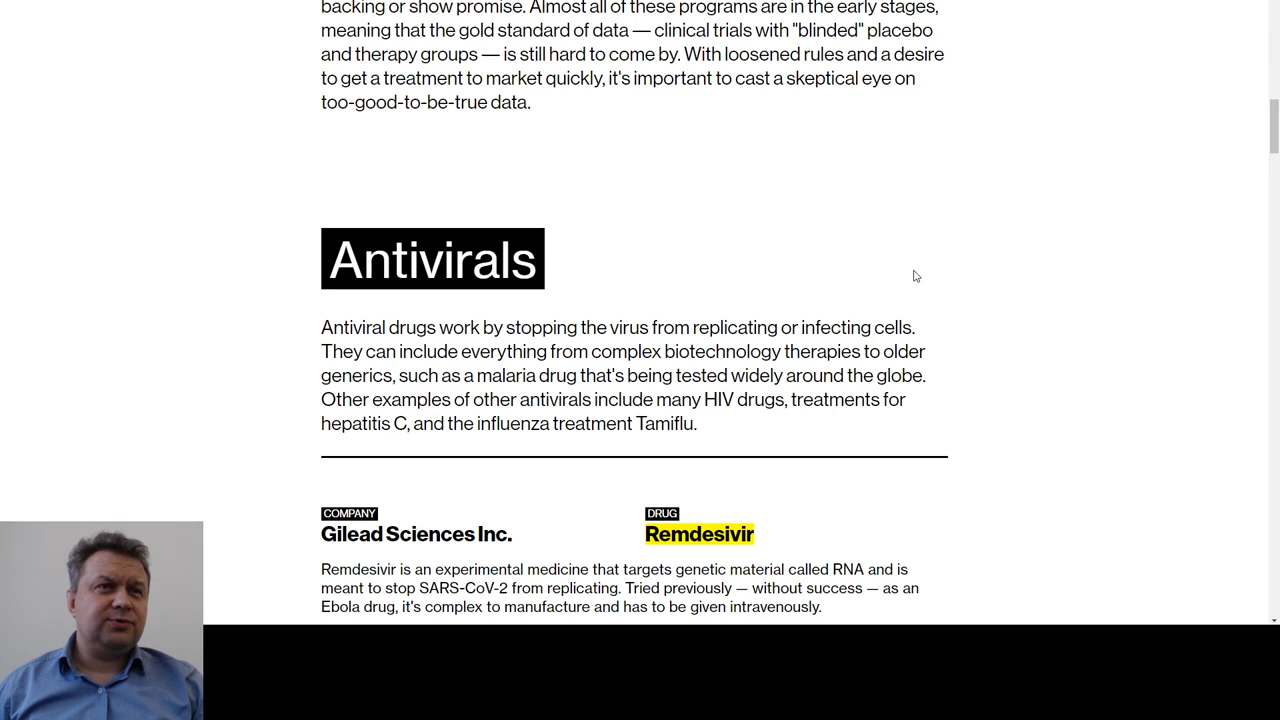 backing or show promise. Almost all of these programs are in the early stages,
meaning that the gold standard of data — clinical trials with "blinded" placebo
and therapy groups — is still hard to come by. With loosened rules and a desire
to get a treatment to market quickly, it's important to cast a skeptical eye on
too-good-to-be-true data.
Antivirals
Antiviral drugs work by stopping the virus from replicating or infecting cells.
They can include everything from complex biotechnology therapies to older
generics, such as a malaria drug that's being tested widely around the globe.
Other examples of other antivirals include many HIV drugs, treatments for
hepatitis C, and the influenza treatment Tamiflu.
COMPANY
Gilead Sciences Inc.
DRUG
Remdesivir
Remdesivir is an experimental medicine that targets genetic material called RNA and is
meant to stop SARS-CoV-2 from replicating. Tried previously — without success — as an
Ebola drug, it's complex to manufacture and has to be given intravenously.